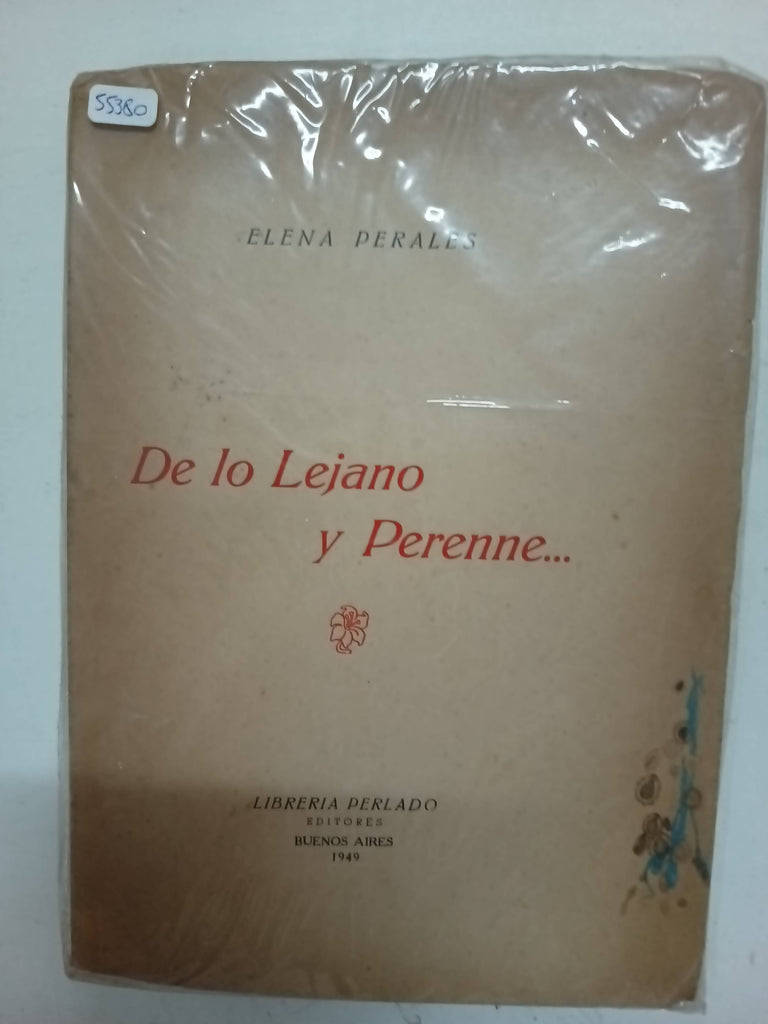 55380
ELENA PERALES
De lo Lejano
y Perenne...
LIBRERIA PERLADO
EDITORES
BUENOS AIRES
1949